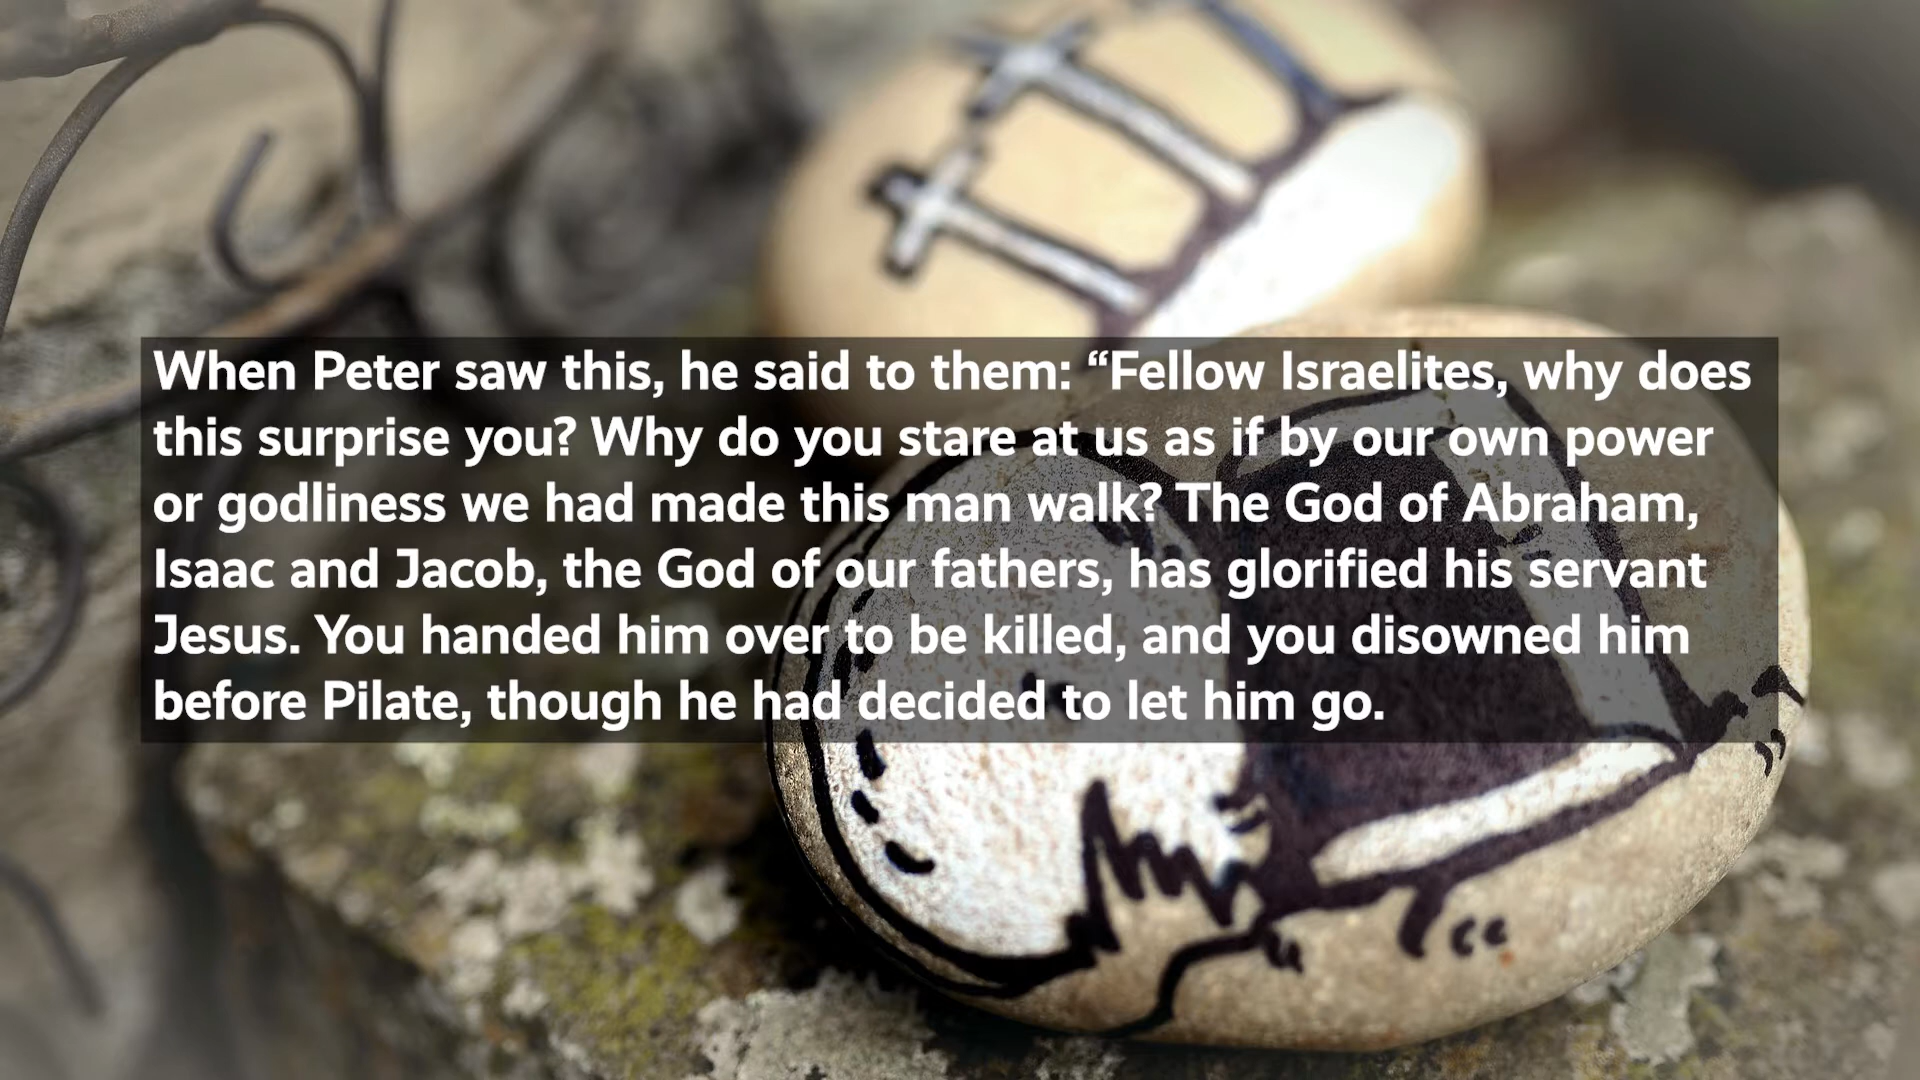 When Peter saw this, he said to them: “Fellow Israelites, why does
this surprise you? Why do you stare at us as if by our own power
or godliness we had made this man walk? The God of Abraham,
Isaac and Jacob, the God of our fathers, has glorified his servant
Jesus. You handed him over to be killed, and you disowned him
before Pilate, though he had decided to let him go.